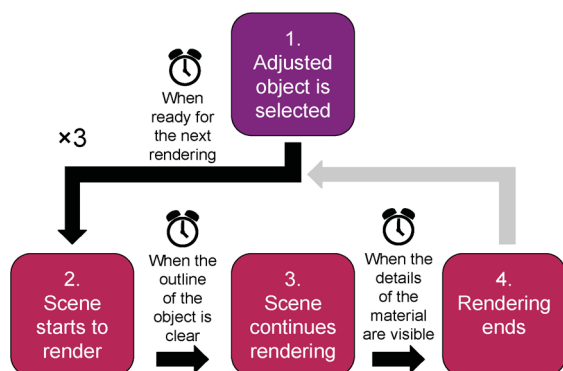 1.
Adjusted
object is
selected
When
ready for
the next
rendering
×3
2.
Scene
starts to
render
When the
outline
of the
object is
clear
3.
Scene
continues
rendering
When the
details
of the
material
are visible
4.
Rendering
ends